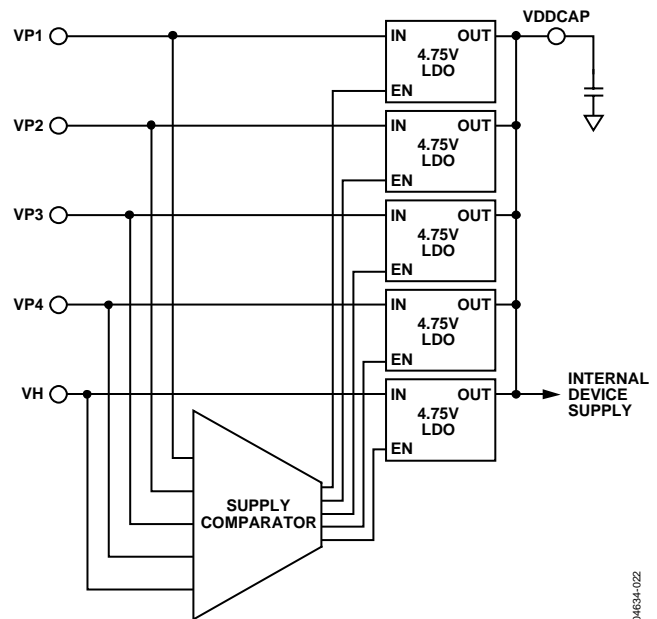 VDDCAP
VP1
IN
OUT
4.75V
LDO
EN
VP2
IN
OUT
4.75V
LDO
EN
VP3
IN
OUT
4.75V
LDO
EN
VP4
IN
OUT
4.75V
LDO
EN
VH
IN
OUT
4.75V
LDO
EN
INTERNAL
DEVICE
SUPPLY
SUPPLY
COMPARATOR
04634-022